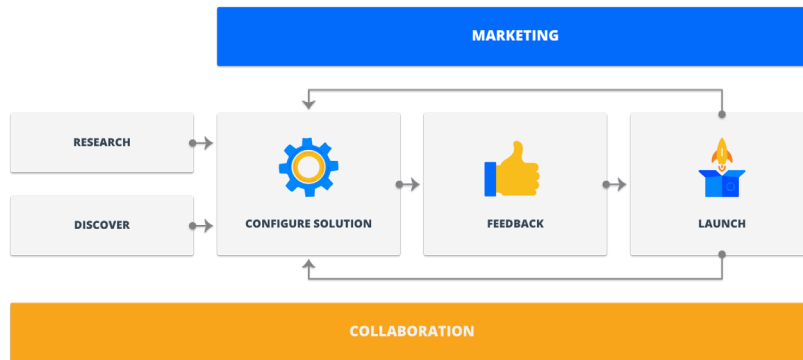 MARKETING
RESEARCH
DISCOVER
CONFIGURE SOLUTION
FEEDBACK
LAUNCH
COLLABORATION